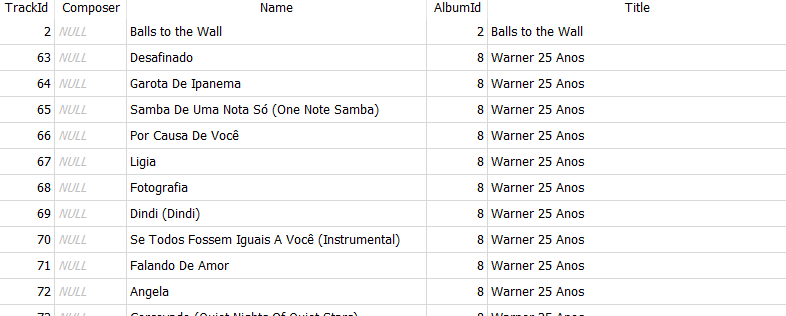 TrackId Composer Name AlbumId Title
2 NULL Balls to the Wall 2 Balls to the Wall
63 NULL Desafinado 8 Warner 25 Anos
64 NULL Garota De Ipanema 8 Warner 25 Anos
65 NULL Samba De Uma Nota Só (One Note Samba) 8 Warner 25 Anos
66 NULL Por Causa De Você 8 Warner 25 Anos
67 NULL Ligia 8 Warner 25 Anos
68 NULL Fotografia 8 Warner 25 Anos
69 NULL Dindi (Dindi) 8 Warner 25 Anos
70 NULL Se Todos Fossem Iguais A Você (Instrumental) 8 Warner 25 Anos
71 NULL Falando De Amor 8 Warner 25 Anos
72 NULL Angela 8 Warner 25 Anos